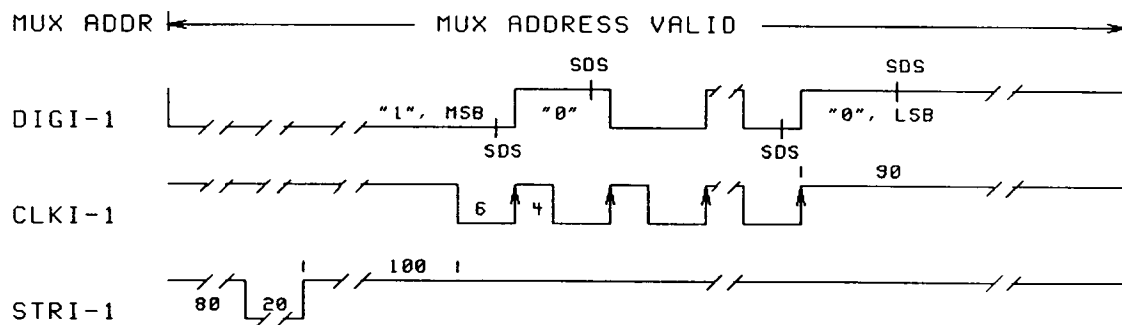 MUX ADDR MUX ADDRESS VALID
SDS SDS
DIGI-1 "1", MSB "0" "0", LSB
SDS SDS
90
CLKI-1 6 4
100
STRI-1 80 20